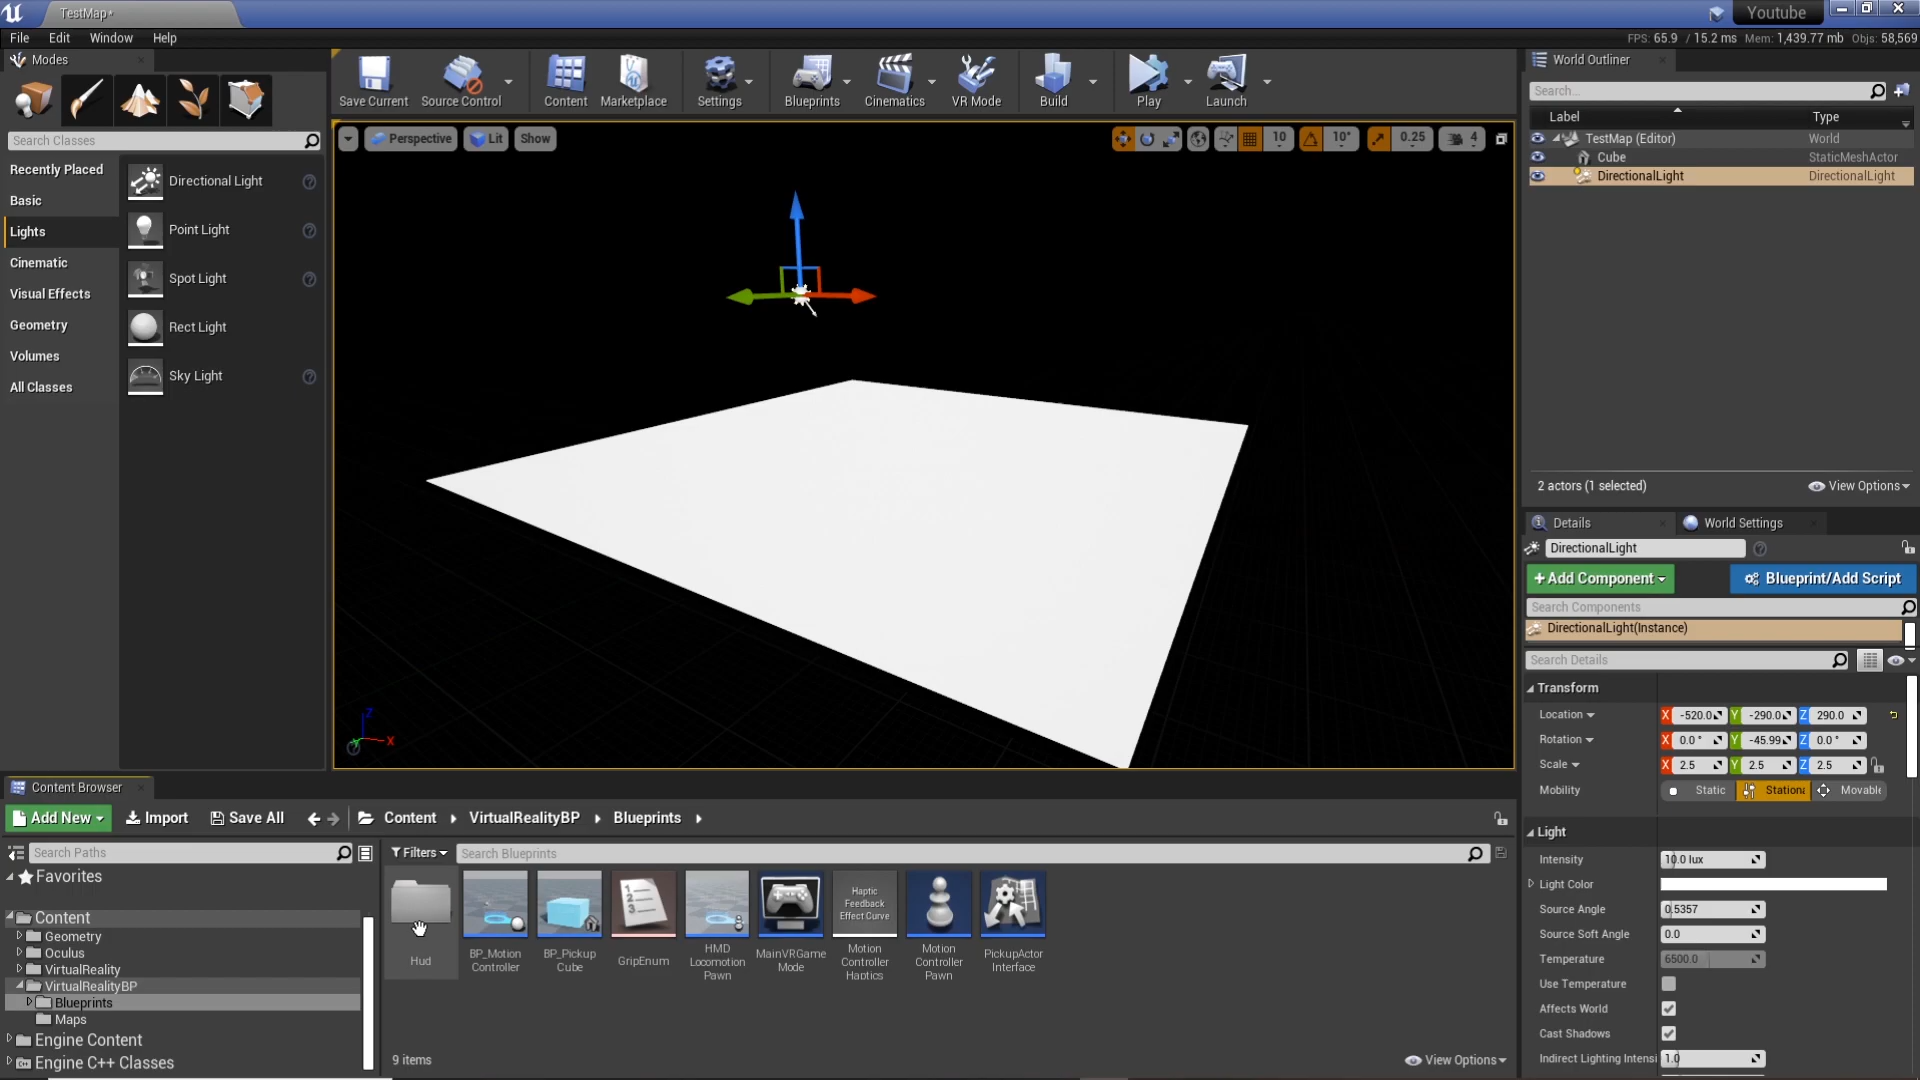 TestMap*
Youtube
File Edit Window Help
FPS: 65.9 / 15.2 ms Mem: 1,439.77 mb Objs: 58,569
Modes
Search Classes
Recently Placed
Basic
Lights
Cinematic
Visual Effects
Geometry
Volumes
All Classes
Directional Light
Point Light
Spot Light
Rect Light
Sky Light
Save Current
Source Control
Content
Marketplace
Settings
Blueprints
Cinematics
VR Mode
Build
Play
Launch
Perspective
Lit
Show
10
10°
0.25
4
Z
X
Y
World Outliner
Search...
Label Type
TestMap (Editor) World
Cube StaticMeshActor
DirectionalLight DirectionalLight
2 actors (1 selected)
View Options
Details
World Settings
DirectionalLight
+Add Component
Blueprint/Add Script
Search Components
DirectionalLight(Instance)
Search Details
Transform
Location X -520.0 Y -290.0 Z 290.0
Rotation X 0.0 ° Y -45.99 Z 0.0 °
Scale X 2.5 Y 2.5 Z 2.5
Mobility Static Stationa Movable
Light
Intensity 10.0 lux
Light Color
Source Angle 0.5357
Source Soft Angle 0.0
Temperature 6500.0
Use Temperature
Affects World
Cast Shadows
Indirect Lighting Intensi 1.0
Content Browser
Add New
Import
Save All
Content
VirtualRealityBP
Blueprints
Search Paths
Favorites
Content
Geometry
Oculus
VirtualReality
VirtualRealityBP
Blueprints
Maps
Engine Content
Engine C++ Classes
Filters
Search Blueprints
Hud
BP_Motion
Controller
BP_Pickup
Cube
1
2
3
GripEnum
HMD
Locomotion
Pawn
MainVRGame
Mode
Haptic
Feedback
Effect Curve
Motion
Controller
Haptics
Motion
Controller
Pawn
PickupActor
Interface
9 items
View Options